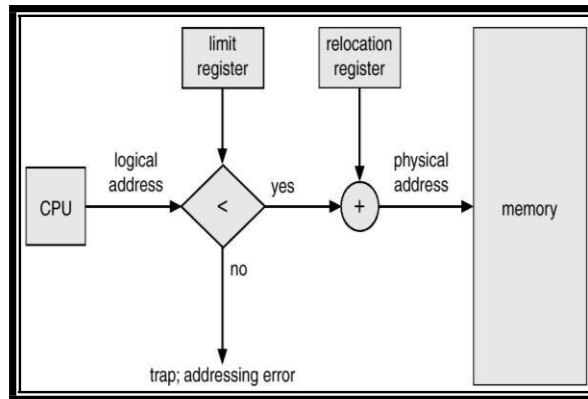 limit
register
relocation
register
logical
address
physical
address
CPU
<
yes
+
memory
no
trap; addressing error